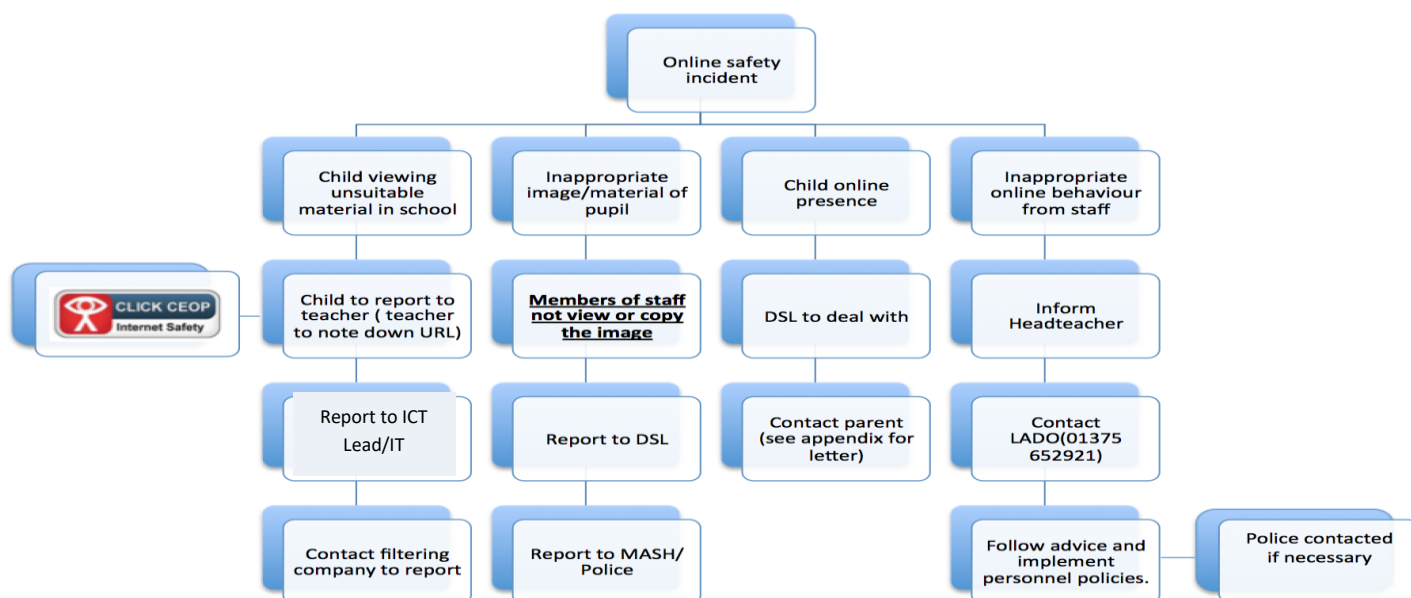 Online safety
incident
Child viewing
unsuitable
material in school
Inappropriate
image/material of
pupil
Child online
presence
Inappropriate
online behaviour
from staff
CLICK CEOP
Internet Safety
Child to report to
teacher ( teacher
to note down URL)
Members of staff
not view or copy
the image
DSL to deal with
Inform
Headteacher
Report to ICT
Lead/IT
Report to DSL
Contact parent
(see appendix for
letter)
Contact
LADO(01375
652921)
Contact filtering
company to report
Report to MASH/
Police
Follow advice and
implement
personnel policies.
Police contacted
if necessary